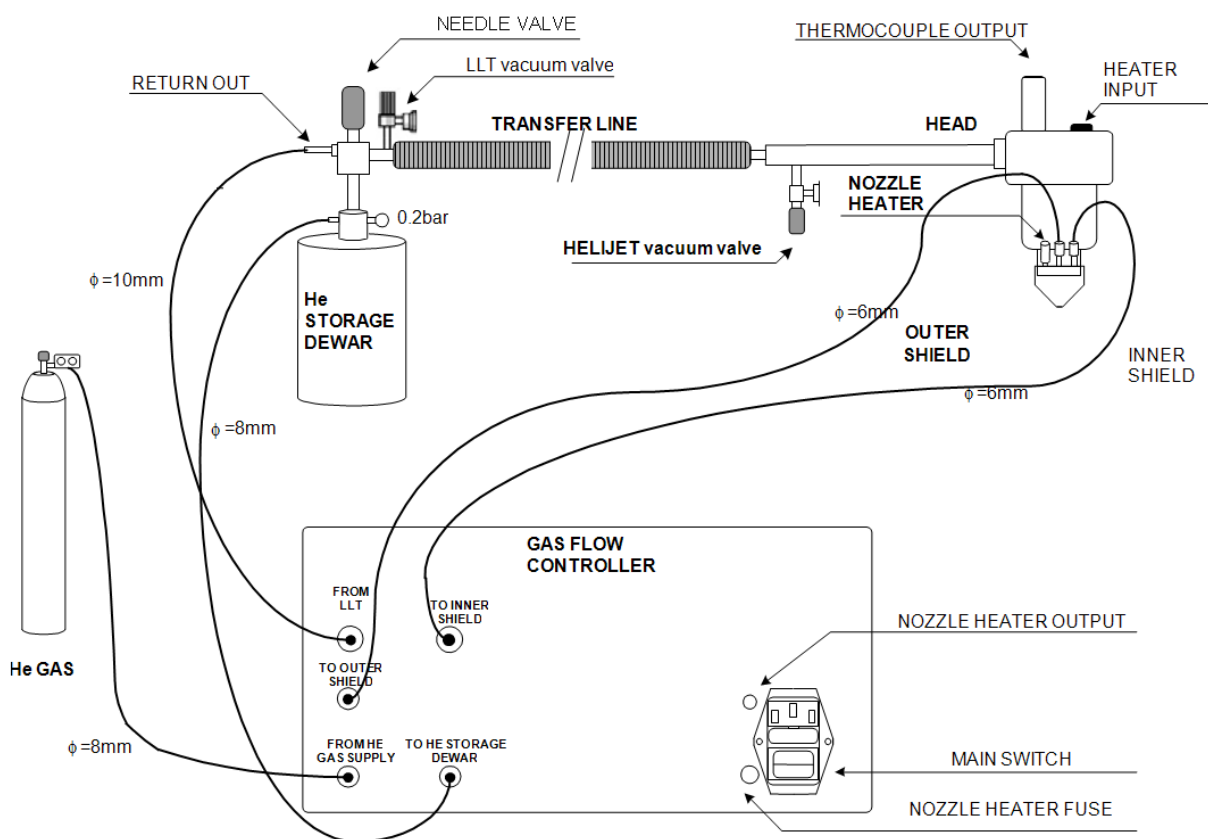 NEEDLE VALVE
LLT vacuum valve
RETURN OUT
THERMOCOUPLE OUTPUT
HEATER
INPUT
TRANSFER LINE
HEAD
NOZZLE
HEATER
0.2bar
HELIJET vacuum valve
ϕ =10mm
He
STORAGE
DEWAR
ϕ=6mm
OUTER
SHIELD
INNER
SHIELD
ϕ=6mm
ϕ =8mm
GAS FLOW
CONTROLLER
FROM
LLT
TO INNER
SHIELD
NOZZLE HEATER OUTPUT
He GAS
TO OUTER
SHIELD
ϕ =8mm
FROM HE
GAS SUPPLY
TO HE STORAGE
DEWAR
MAIN SWITCH
NOZZLE HEATER FUSE